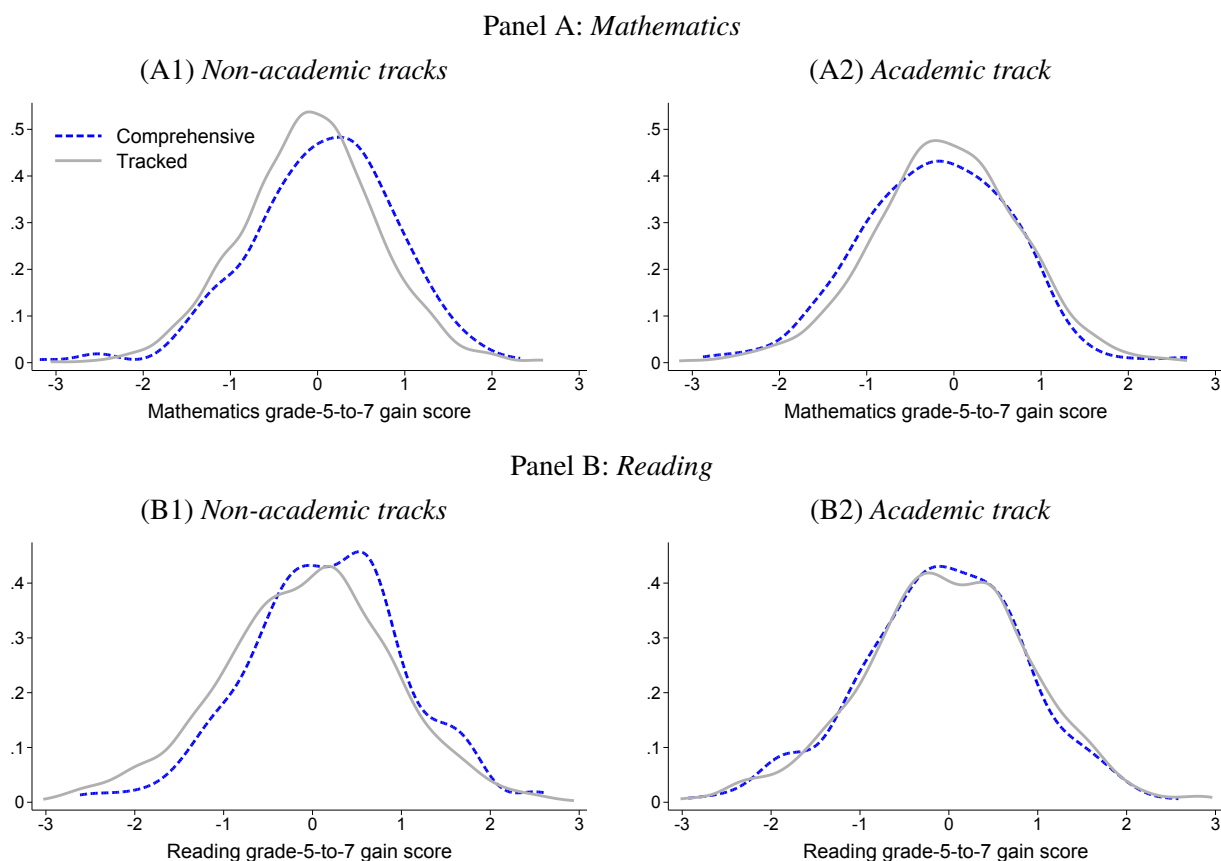 Panel A: Mathematics
(A1) Non-academic tracks
(A2) Academic track
.5
.4
.3
.2
.1
0
Comprehensive
Tracked
-3 -2 -1 0 1 2 3
Mathematics grade-5-to-7 gain score
.5
.4
.3
.2
.1
0
-3 -2 -1 0 1 2 3
Mathematics grade-5-to-7 gain score
Panel B: Reading
(B1) Non-academic tracks
(B2) Academic track
.4
.3
.2
.1
0
-3 -2 -1 0 1 2 3
Reading grade-5-to-7 gain score
.4
.3
.2
.1
0
-3 -2 -1 0 1 2 3
Reading grade-5-to-7 gain score